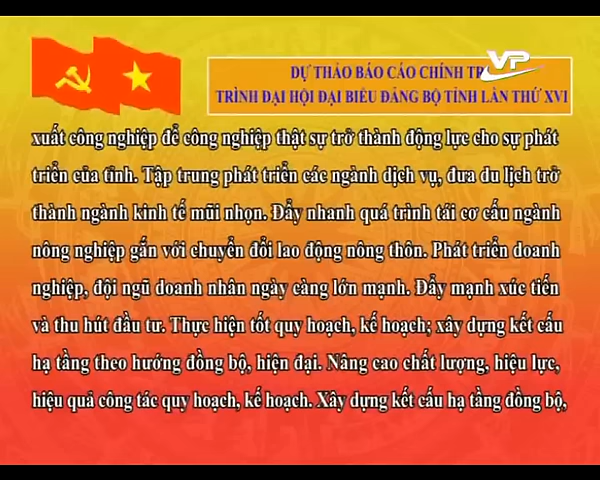 VP
DỰ THẢO BÁO CÁO CHÍNH TR
TRÌNH ĐẠI HỘI ĐẠI BIỂU ĐẢNG BỘ TỈNH LẦN THỨ XVI
xuất công nghiệp để công nghiệp thật sự trở thành động lực cho sự phát
triển của tỉnh. Tập trung phát triển các ngành dịch vụ, đưa du lịch trở
thành ngành kinh tế mũi nhọn. Đẩy nhanh quá trình tái cơ cấu ngành
nông nghiệp gắn với chuyển đổi lao động nông thôn. Phát triển doanh
nghiệp, đội ngũ doanh nhân ngày càng lớn mạnh. Đẩy mạnh xúc tiến
và thu hút đầu tư. Thực hiện tốt quy hoạch, kế hoạch; xây dựng kết cấu
hạ tầng theo hướng đồng bộ, hiện đại. Nâng cao chất lượng, hiệu lực,
hiệu quả công tác quy hoạch, kế hoạch. Xây dựng kết cấu hạ tầng đồng bộ,